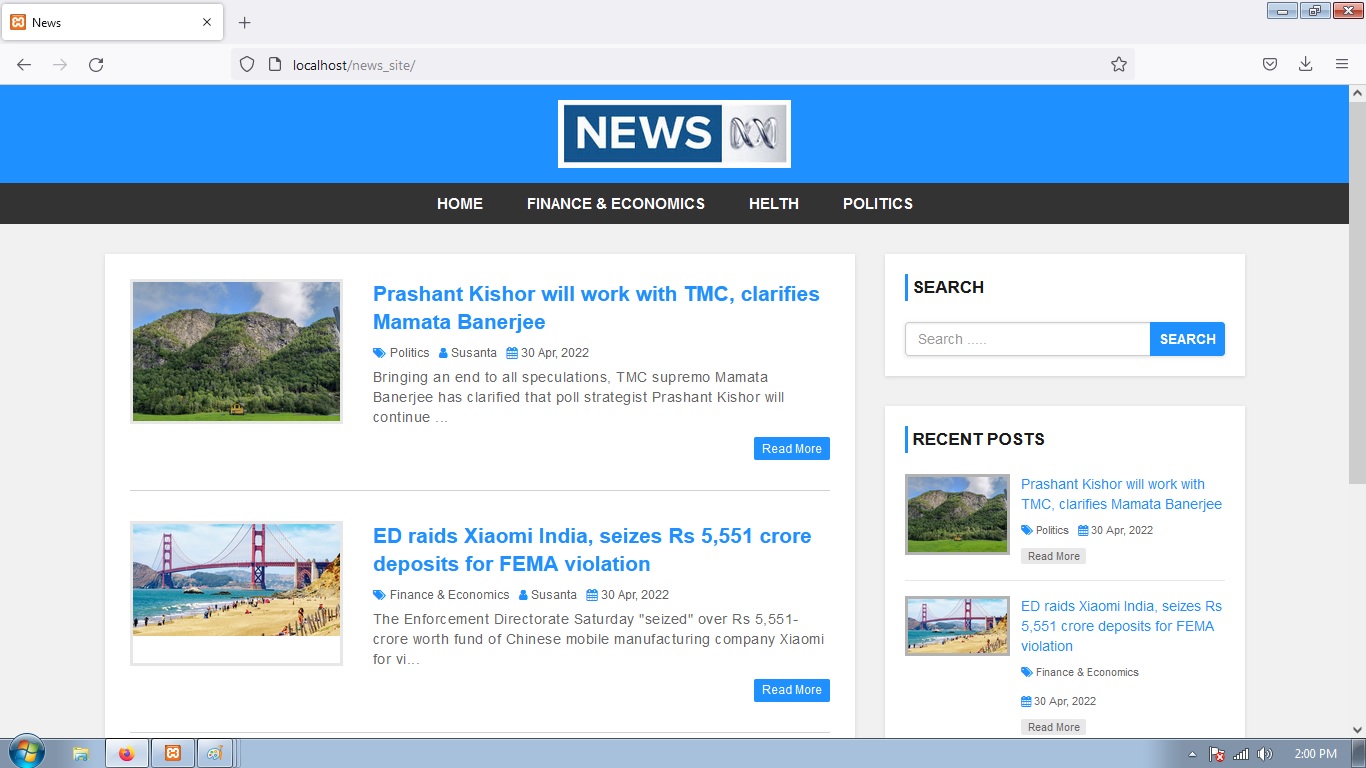 News
localhost/news_site/
NEWS
HOME FINANCE & ECONOMICS HELTH POLITICS
Prashant Kishor will work with TMC, clarifies
Mamata Banerjee
Politics Susanta 30 Apr, 2022
Bringing an end to all speculations, TMC supremo Mamata
Banerjee has clarified that poll strategist Prashant Kishor will
continue ...
Read More
ED raids Xiaomi India, seizes Rs 5,551 crore
deposits for FEMA violation
Finance & Economics Susanta 30 Apr, 2022
The Enforcement Directorate Saturday "seized" over Rs 5,551-
crore worth fund of Chinese mobile manufacturing company Xiaomi
for vi...
Read More
SEARCH
Search .....
SEARCH
RECENT POSTS
Prashant Kishor will work with
TMC, clarifies Mamata Banerjee
Politics 30 Apr, 2022
Read More
ED raids Xiaomi India, seizes Rs
5,551 crore deposits for FEMA
violation
Finance & Economics
30 Apr, 2022
Read More
2:00 PM